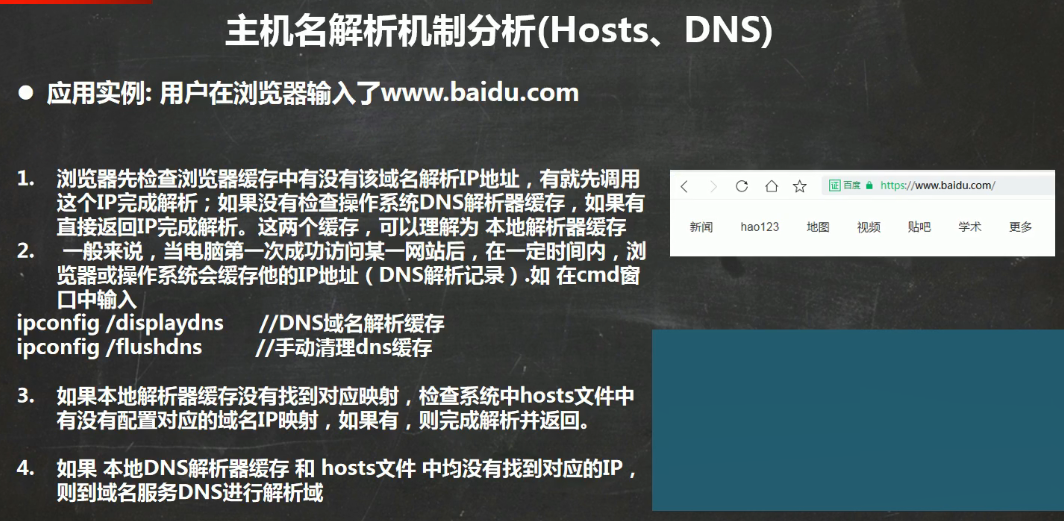 主机名解析机制分析(Hosts、DNS)
● 应用实例: 用户在浏览器输入了www.baidu.com
1. 浏览器先检查浏览器缓存中有没有该域名解析IP地址，有就先调用
这个IP完成解析；如果没有检查操作系统DNS解析器缓存，如果有
直接返回IP完成解析。这两个缓存，可以理解为 本地解析器缓存
2. 一般来说，当电脑第一次成功访问某一网站后，在一定时间内，浏
览器或操作系统会缓存他的IP地址（DNS解析记录）.如 在cmd窗
口中输入
ipconfig /displaydns //DNS域名解析缓存
ipconfig /flushdns //手动清理dns缓存
3. 如果本地解析器缓存没有找到对应映射，检查系统中hosts文件中
有没有配置对应的域名IP映射，如果有，则完成解析并返回。
4. 如果 本地DNS解析器缓存 和 hosts文件 中均没有找到对应的IP，
则到域名服务DNS进行解析域
证 百度 https://www.baidu.com/
新闻 hao123 地图 视频 贴吧 学术 更多